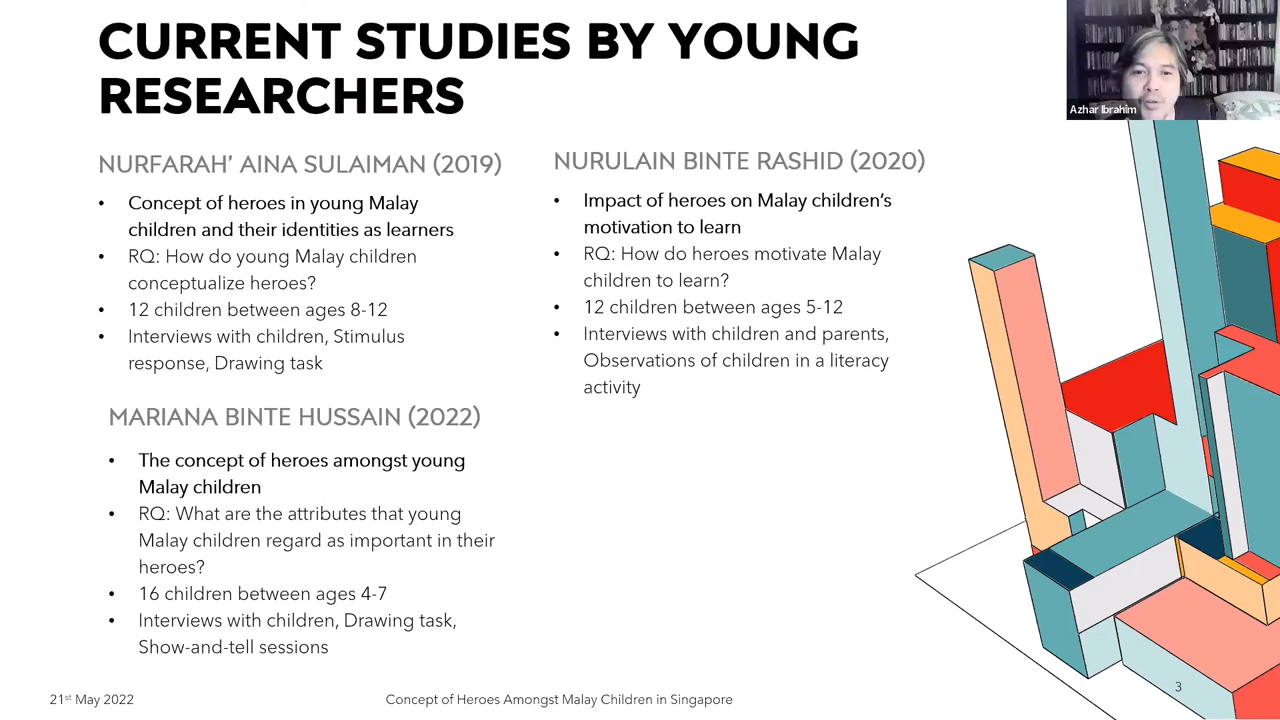 CURRENT STUDIES BY YOUNG
RESEARCHERS
Azhar Ibrahim
NURFARAH’ AINA SULAIMAN (2019)
• Concept of heroes in young Malay
children and their identities as learners
• RQ: How do young Malay children
conceptualize heroes?
• 12 children between ages 8-12
• Interviews with children, Stimulus
response, Drawing task
NURULAIN BINTE RASHID (2020)
• Impact of heroes on Malay children’s
motivation to learn
• RQ: How do heroes motivate Malay
children to learn?
• 12 children between ages 5-12
• Interviews with children and parents,
Observations of children in a literacy
activity
MARIANA BINTE HUSSAIN (2022)
• The concept of heroes amongst young
Malay children
• RQ: What are the attributes that young
Malay children regard as important in their
heroes?
• 16 children between ages 4-7
• Interviews with children, Drawing task,
Show-and-tell sessions
21st May 2022
Concept of Heroes Amongst Malay Children in Singapore
3